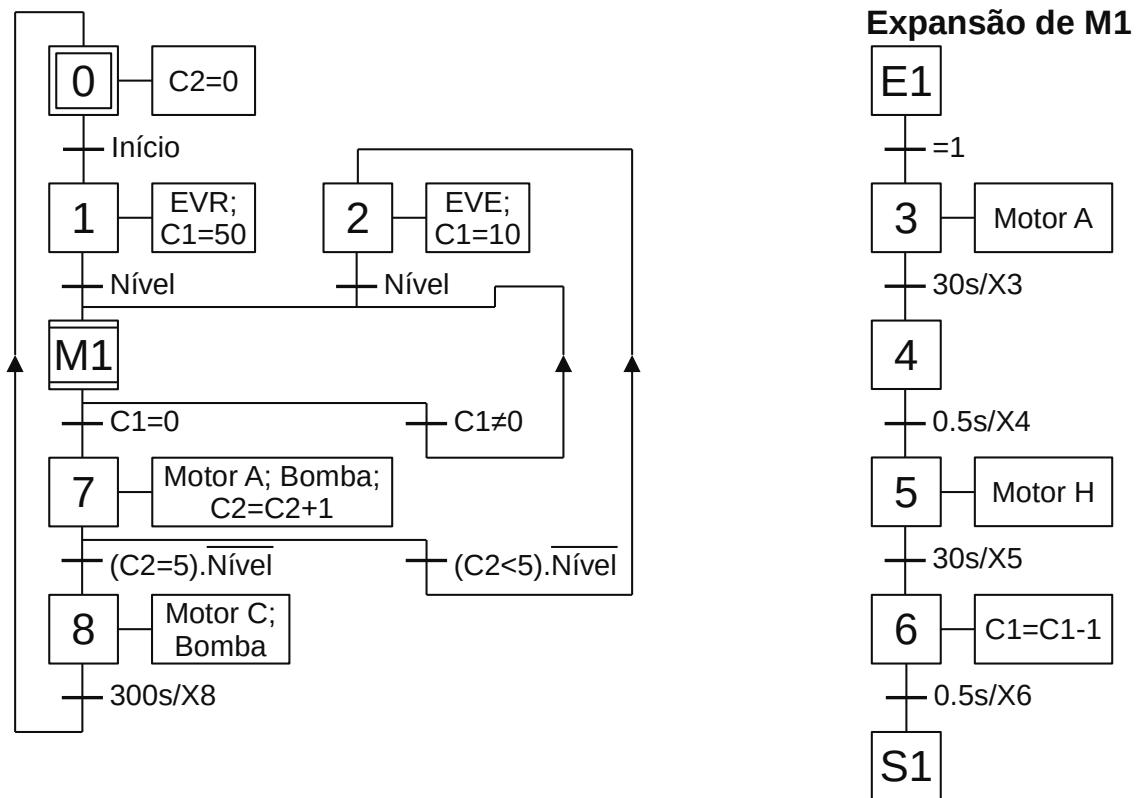 Expansão de M1
0
C2=0
Início
1
EVR;
C1=50
2
EVE;
C1=10
Nível
Nível
M1
C1=0
C1≠0
7
Motor A; Bomba;
C2=C2+1
(C2=5).N̅í̅v̅e̅l̅
(C2<5).N̅í̅v̅e̅l̅
8
Motor C;
Bomba
300s/X8
E1
=1
3
Motor A
30s/X3
4
0.5s/X4
5
Motor H
30s/X5
6
C1=C1-1
0.5s/X6
S1